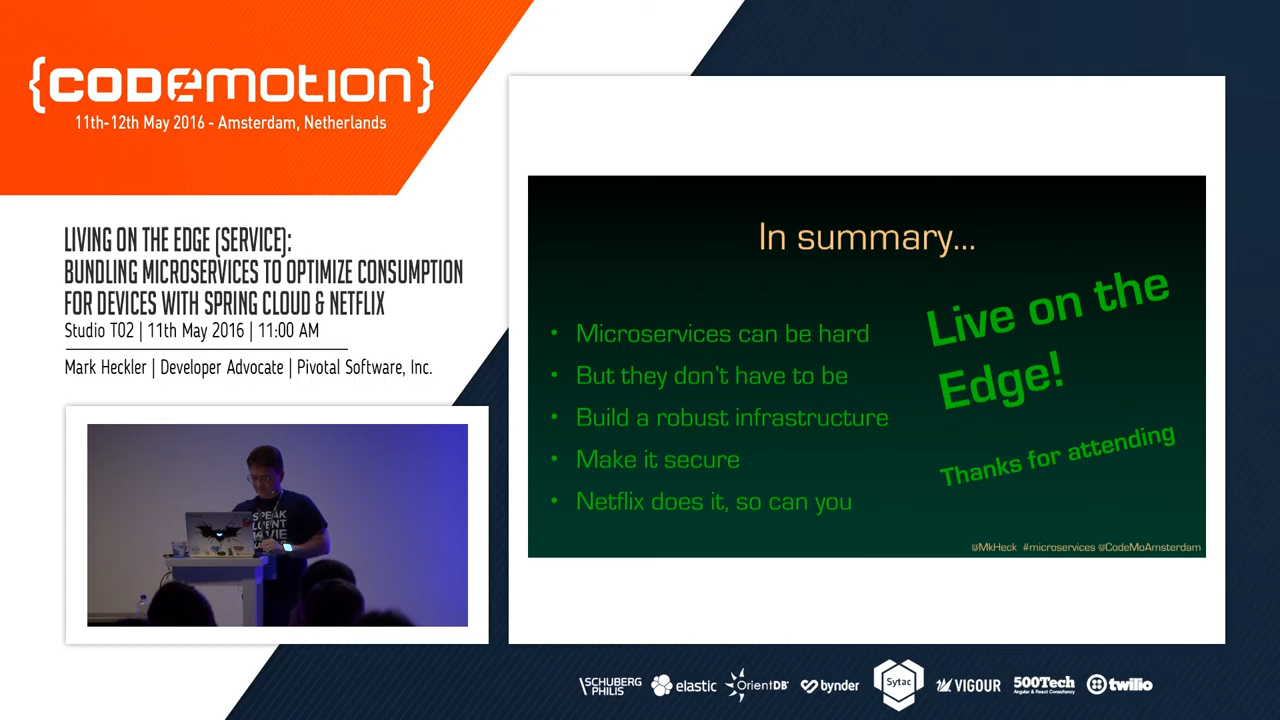 {CODEMOTION}
11th-12th May 2016 - Amsterdam, Netherlands
LIVING ON THE EDGE (SERVICE):
BUNDLING MICROSERVICES TO OPTIMIZE CONSUMPTION
FOR DEVICES WITH SPRING CLOUD & NETFLIX
Studio T02 | 11th May 2016 | 11:00 AM
Mark Heckler | Developer Advocate | Pivotal Software, Inc.
SPEAK
In summary...
• Microservices can be hard
• But they don't have to be
• Build a robust infrastructure
• Make it secure
• Netflix does it, so can you
Live on the
Edge!
Thanks for attending
@MkHeck #microservices @CodeMoAmsterdam
SCHUBERG
PHILIS
elastic
OrientDB
bynder
Sytac
VIGOUR
500Tech
Angular & React Consultancy
twilio